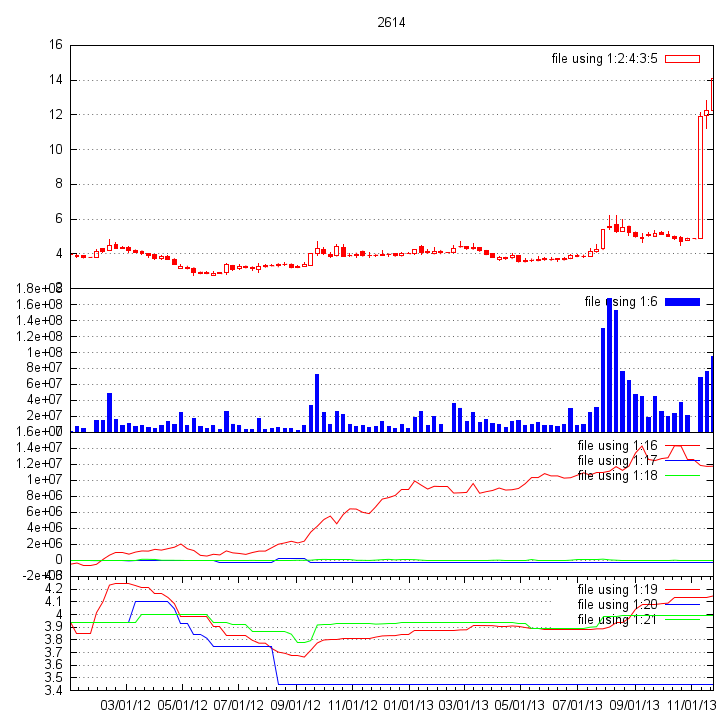 2614
16
file using 1:2:4:3:5
14
12
10
8
6
4
2
1.8e+08
file using 1:6
1.6e+08
1.4e+08
1.2e+08
1e+08
8e+07
6e+07
4e+07
2e+07
0
1.6e+07
file using 1:16
1.4e+07
file using 1:17
1.2e+07
file using 1:18
1e+07
8e+06
6e+06
4e+06
2e+06
0
-2e+06
4.3
file using 1:19
4.2
file using 1:20
4.1
file using 1:21
4
3.9
3.8
3.7
3.6
3.5
3.4
03/01/12 05/01/12 07/01/12 09/01/12 11/01/12 01/01/13 03/01/13 05/01/13 07/01/13 09/01/13 11/01/13